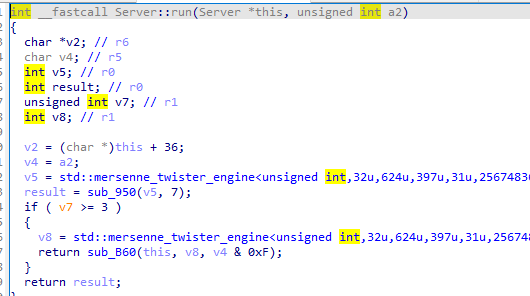 int __fastcall Server::run(Server *this, unsigned int a2)
{
char *v2; // r6
char v4; // r5
int v5; // r0
int result; // r0
unsigned int v7; // r1
int v8; // r1
v2 = (char *)this + 36;
v4 = a2;
v5 = std::mersenne_twister_engine<unsigned int,32u,624u,397u,31u,2567483
result = sub_950(v5, 7);
if ( v7 >= 3 )
{
v8 = std::mersenne_twister_engine<unsigned int,32u,624u,397u,31u,256748
return sub_B60(this, v8, v4 & 0xF);
}
return result;